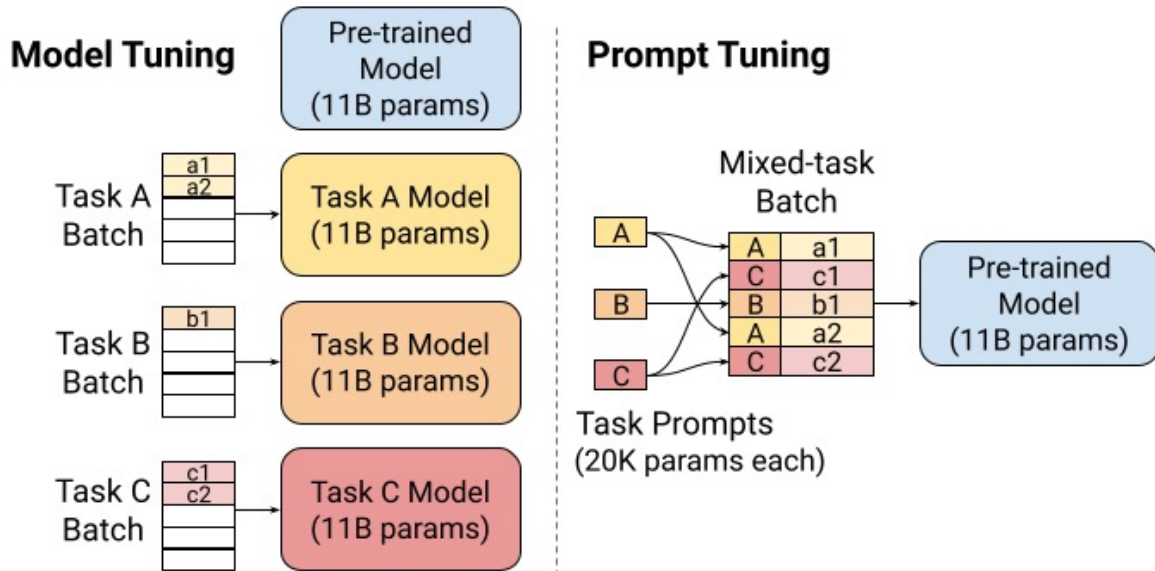 Model Tuning
Pre-trained
Model
(11B params)
Task A
Batch
a1
a2
Task A Model
(11B params)
Task B
Batch
b1
Task B Model
(11B params)
Task C
Batch
c1
c2
Task C Model
(11B params)
Prompt Tuning
Mixed-task
Batch
A
B
C
A a1
C c1
B b1
A a2
C c2
Task Prompts
(20K params each)
Pre-trained
Model
(11B params)